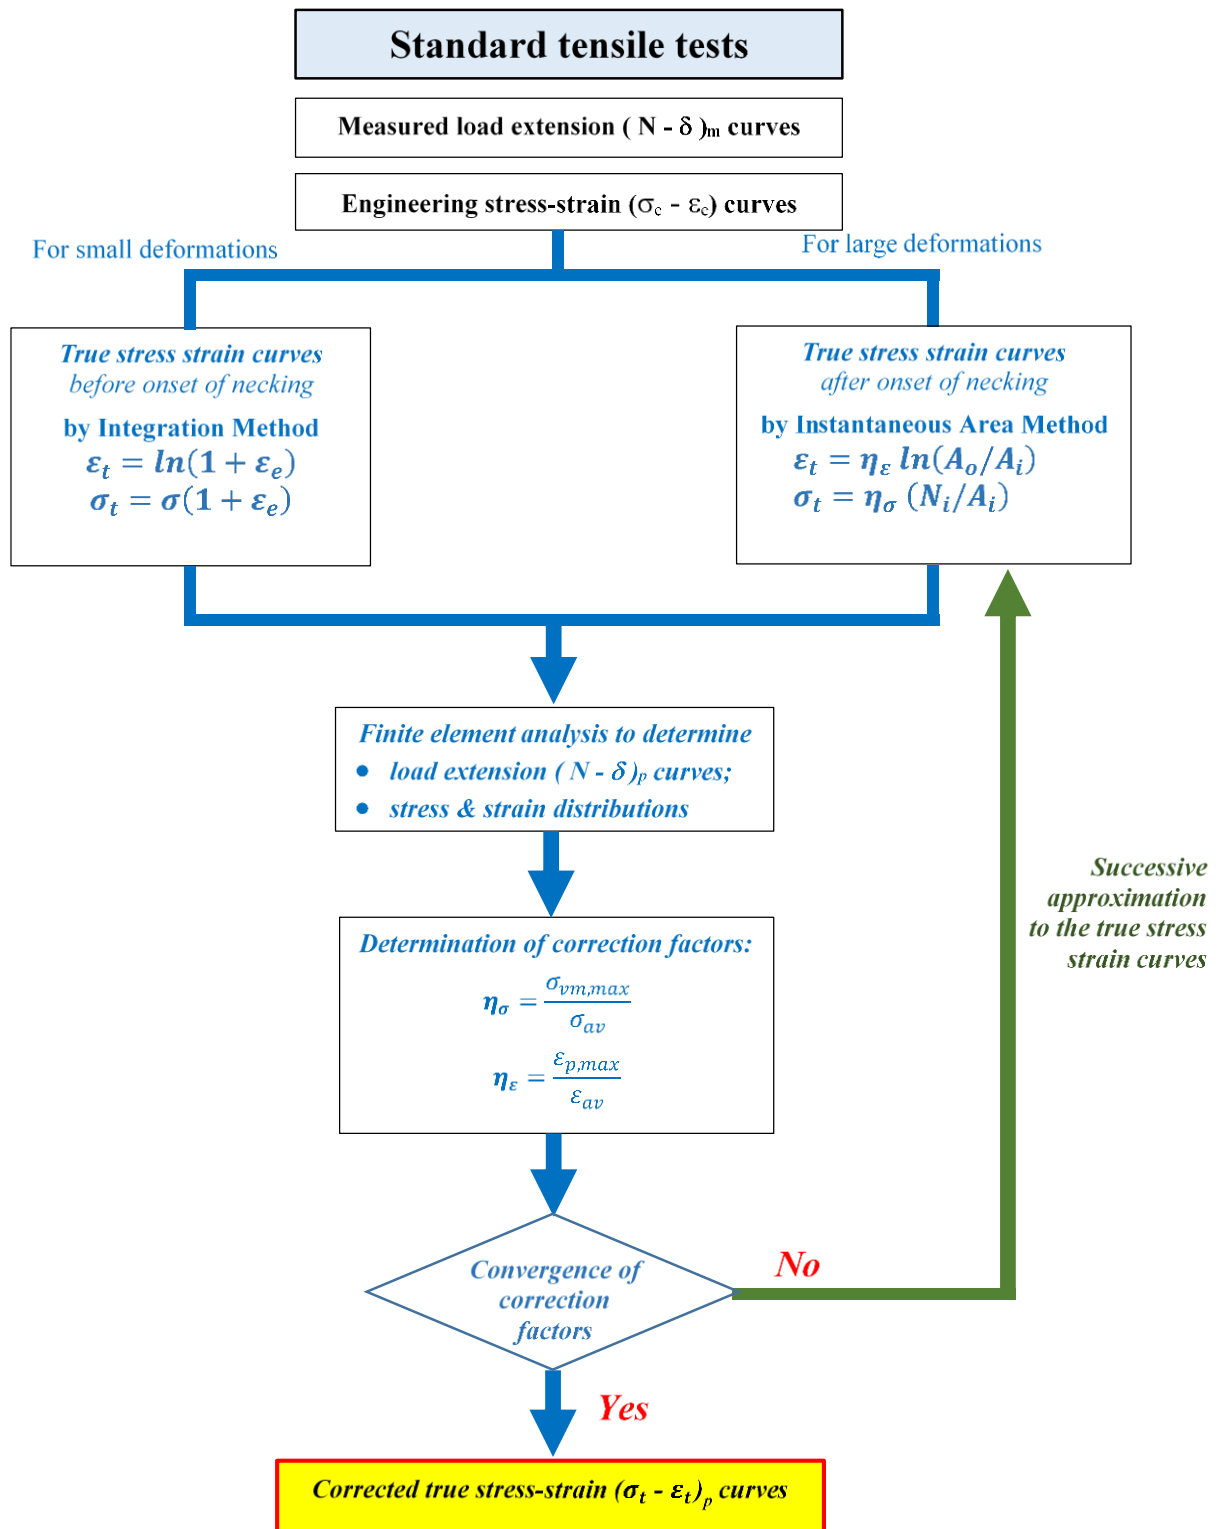 Standard tensile tests
Measured load extension ( N - δ )m curves
Engineering stress-strain (σc - εc) curves
For small deformations
For large deformations
True stress strain curves
before onset of necking
by Integration Method
εt = ln(1 + εe)
σt = σ(1 + εe)
True stress strain curves
after onset of necking
by Instantaneous Area Method
εt = ηε ln(Ao/Ai)
σt = ησ (Ni/Ai)
Finite element analysis to determine
• load extension ( N - δ )p curves;
• stress & strain distributions
Successive
approximation
to the true stress
strain curves
Determination of correction factors:
ησ = σvm,max / σav
ηε = εp,max / εav
Convergence of
correction
factors
No
Yes
Corrected true stress-strain (σt - εt)p curves